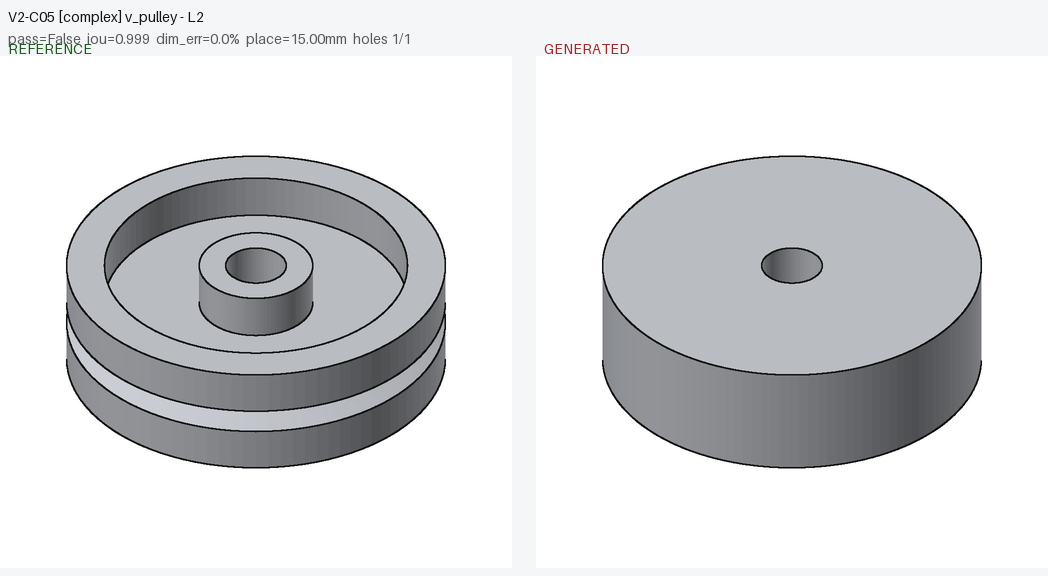 V2-C05 [complex] v_pulley - L2
pass=False iou=0.999 dim_err=0.0% place=15.00mm holes 1/1
REFERENCE
GENERATED